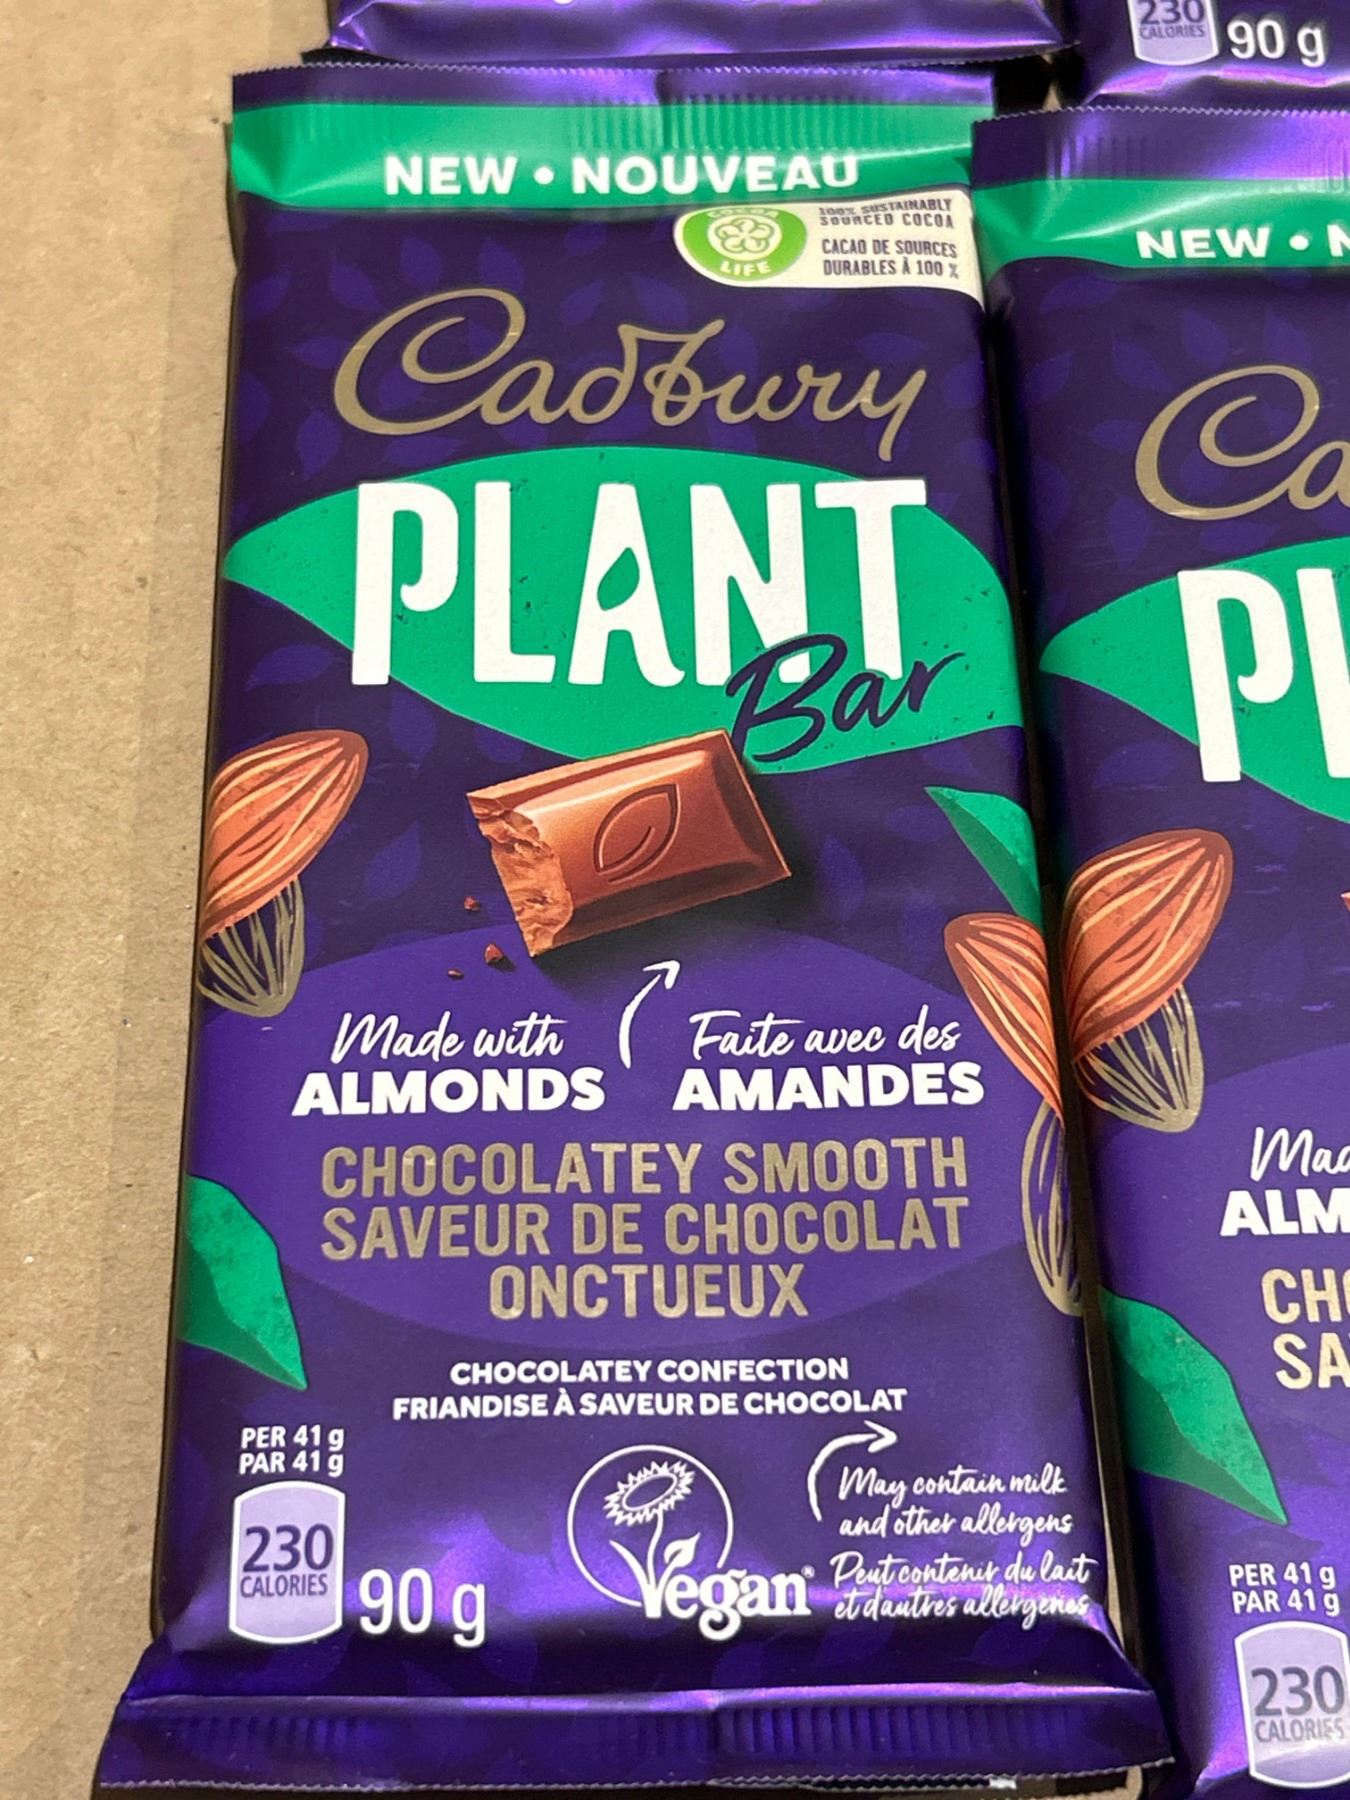 230
CALORIES
90 g
NEW • NOUVEAU
COCOA
LIFE
100% SUSTAINABLY
SOURCED COCOA
CACAO DE SOURCES
DURABLES À 100 %
Cadbury
PLANT
Bar
Made with
ALMONDS
Faite avec des
AMANDES
CHOCOLATEY SMOOTH
SAVEUR DE CHOCOLAT
ONCTUEUX
CHOCOLATEY CONFECTION
FRIANDISE À SAVEUR DE CHOCOLAT
PER 41 g
PAR 41 g
230
CALORIES
90 g
Vegan®
May contain milk
and other allergens
Peut contenir du lait
et d'autres allergènes
NEW • N
Ca
PL
Mad
ALM
CHO
SA
PER 41 g
PAR 41 g
230
CALORIES